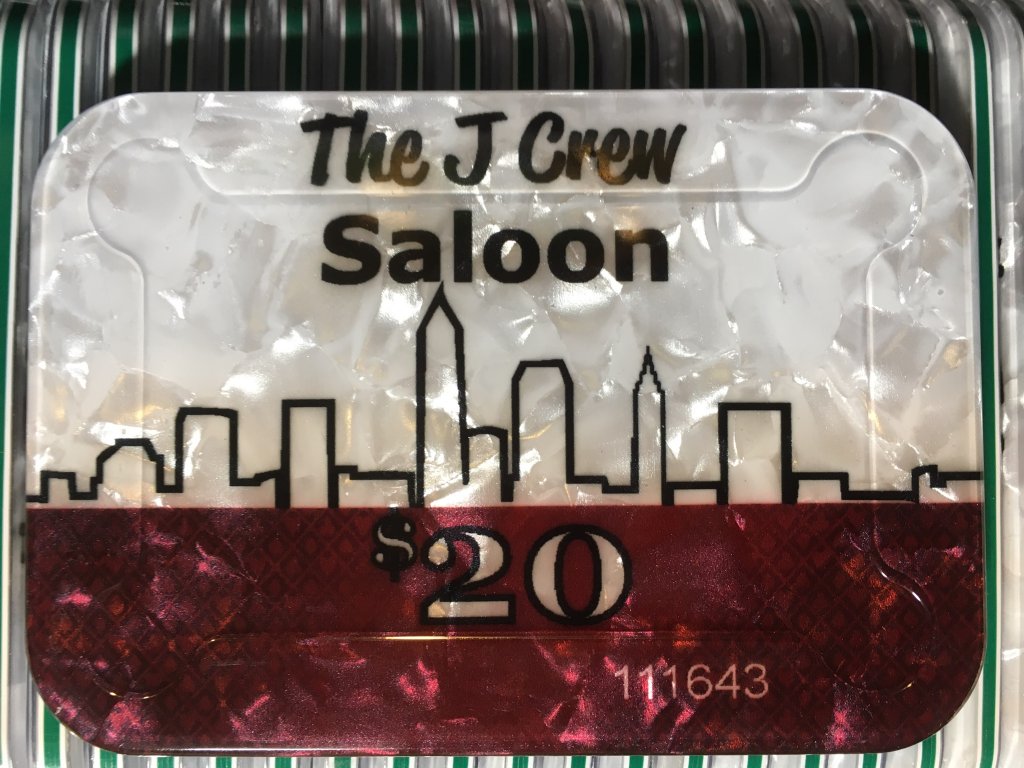 The J Crew
Saloon
$20
111643